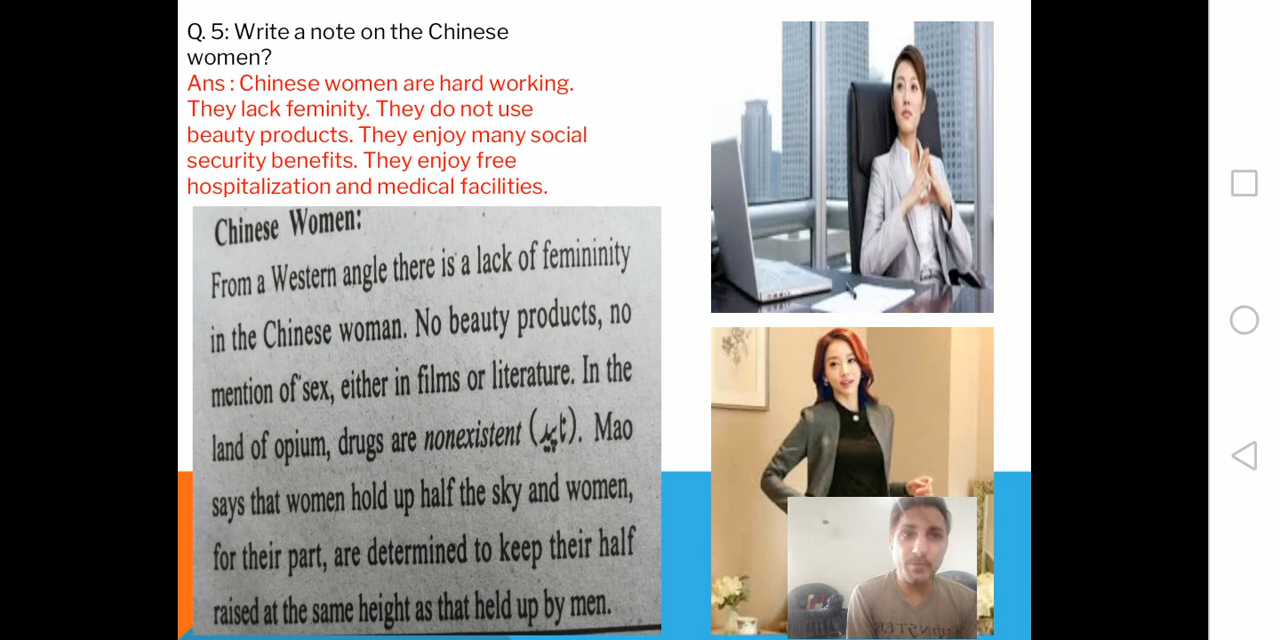 Q. 5: Write a note on the Chinese
women?
Ans : Chinese women are hard working.
They lack feminity. They do not use
beauty products. They enjoy many social
security benefits. They enjoy free
hospitalization and medical facilities.
Chinese Women:
From a Western angle there is a lack of femininity
in the Chinese woman. No beauty products, no
mention of sex, either in films or literature. In the
land of opium, drugs are nonexistent (ناپید). Mao
says that women hold up half the sky and women,
for their part, are determined to keep their half
raised at the same height as that held up by men.